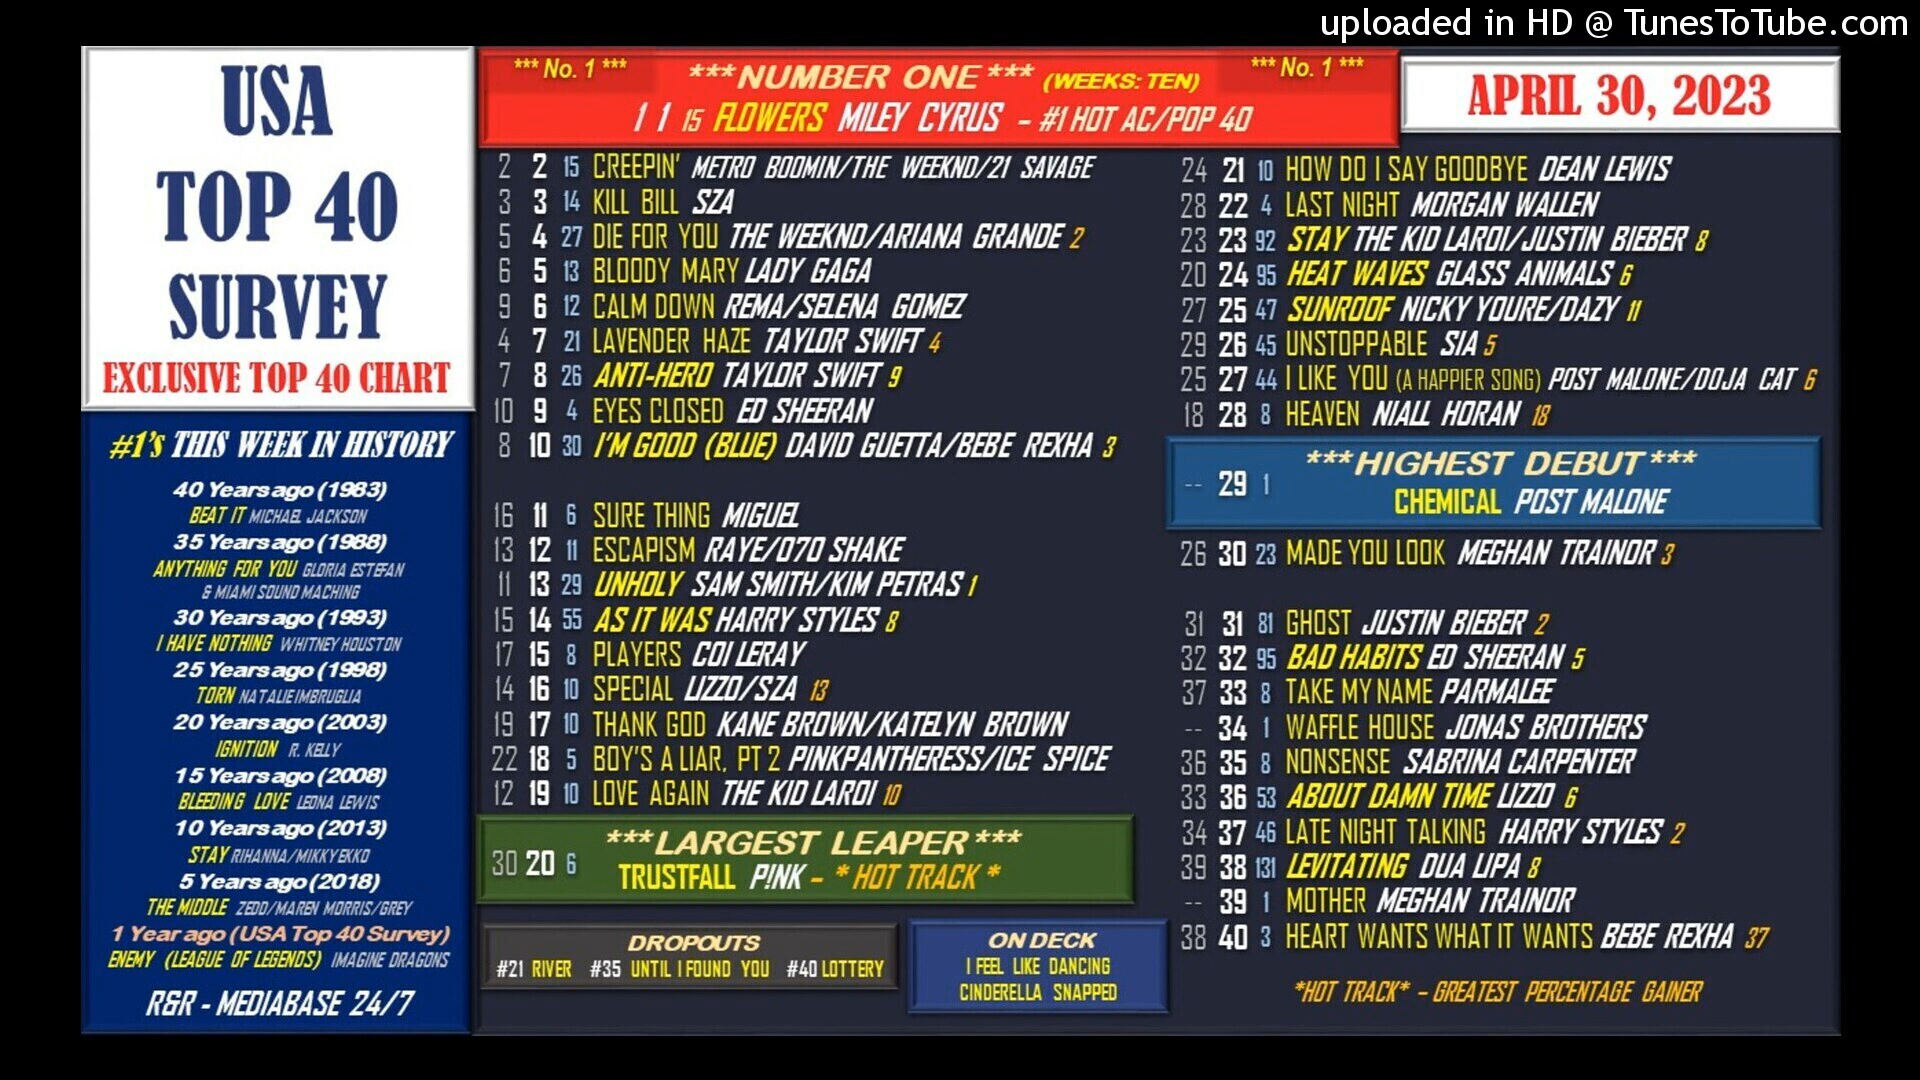 uploaded in HD @ TunesToTube.com
USA
TOP 40
SURVEY
EXCLUSIVE TOP 40 CHART
#1's THIS WEEK IN HISTORY
40 Years ago (1983)
BEAT IT MICHAEL JACKSON
35 Years ago (1988)
ANYTHING FOR YOU GLORIA ESTEFAN
& MIAMI SOUND MACHING
30 Years ago (1993)
I HAVE NOTHING WHITNEY HOUSTON
25 Years ago (1998)
TORN NATALIE IMBRUGLIA
20 Years ago (2003)
IGNITION R. KELLY
15 Years ago (2008)
BLEEDING LOVE LEONA LEWIS
10 Years ago (2013)
STAY RIHANNA/MIKKY EKKO
5 Years ago (2018)
THE MIDDLE ZEDD/MAREN MORRIS/GREY
1 Year ago (USA Top 40 Survey)
ENEMY (LEAGUE OF LEGENDS) IMAGINE DRAGONS
R&R - MEDIABASE 24/7
*** No. 1 *** ***NUMBER ONE*** (WEEKS: TEN) *** No. 1 ***
1 1 15 FLOWERS MILEY CYRUS - #1 HOT AC/POP 40
APRIL 30, 2023
2 2 15 CREEPIN' METRO BOOMIN/THE WEEKND/21 SAVAGE
3 3 14 KILL BILL SZA
5 4 27 DIE FOR YOU THE WEEKND/ARIANA GRANDE 2
6 5 13 BLOODY MARY LADY GAGA
9 6 12 CALM DOWN REMA/SELENA GOMEZ
4 7 21 LAVENDER HAZE TAYLOR SWIFT 4
7 8 26 ANTI-HERO TAYLOR SWIFT 9
10 9 4 EYES CLOSED ED SHEERAN
8 10 30 I'M GOOD (BLUE) DAVID GUETTA/BEBE REXHA 3
16 11 6 SURE THING MIGUEL
13 12 11 ESCAPISM RAYE/070 SHAKE
11 13 29 UNHOLY SAM SMITH/KIM PETRAS 1
15 14 55 AS IT WAS HARRY STYLES 8
17 15 8 PLAYERS COI LERAY
14 16 10 SPECIAL LIZZO/SZA 13
19 17 10 THANK GOD KANE BROWN/KATELYN BROWN
22 18 5 BOY'S A LIAR, PT 2 PINKPANTHERESS/ICE SPICE
12 19 10 LOVE AGAIN THE KID LAROI 10
***LARGEST LEAPER***
30 20 6 TRUSTFALL P!NK - *HOT TRACK*
DROPOUTS
#21 RIVER #35 UNTIL I FOUND YOU #40 LOTTERY
ON DECK
I FEEL LIKE DANCING
CINDERELLA SNAPPED
24 21 10 HOW DO I SAY GOODBYE DEAN LEWIS
28 22 4 LAST NIGHT MORGAN WALLEN
23 23 92 STAY THE KID LAROI/JUSTIN BIEBER 8
20 24 95 HEAT WAVES GLASS ANIMALS 6
27 25 47 SUNROOF NICKY YOURE/DAZY 11
29 26 45 UNSTOPPABLE SIA 5
25 27 44 I LIKE YOU (A HAPPIER SONG) POST MALONE/DOJA CAT 6
18 28 8 HEAVEN NIALL HORAN 18
***HIGHEST DEBUT***
-- 29 1 CHEMICAL POST MALONE
26 30 23 MADE YOU LOOK MEGHAN TRAINOR 3
31 31 81 GHOST JUSTIN BIEBER 2
32 32 95 BAD HABITS ED SHEERAN 5
37 33 8 TAKE MY NAME PARMALEE
-- 34 1 WAFFLE HOUSE JONAS BROTHERS
36 35 8 NONSENSE SABRINA CARPENTER
33 36 53 ABOUT DAMN TIME LIZZO 6
34 37 46 LATE NIGHT TALKING HARRY STYLES 2
39 38 131 LEVITATING DUA LIPA 8
-- 39 1 MOTHER MEGHAN TRAINOR
38 40 3 HEART WANTS WHAT IT WANTS BEBE REXHA 37
*HOT TRACK* - GREATEST PERCENTAGE GAINER